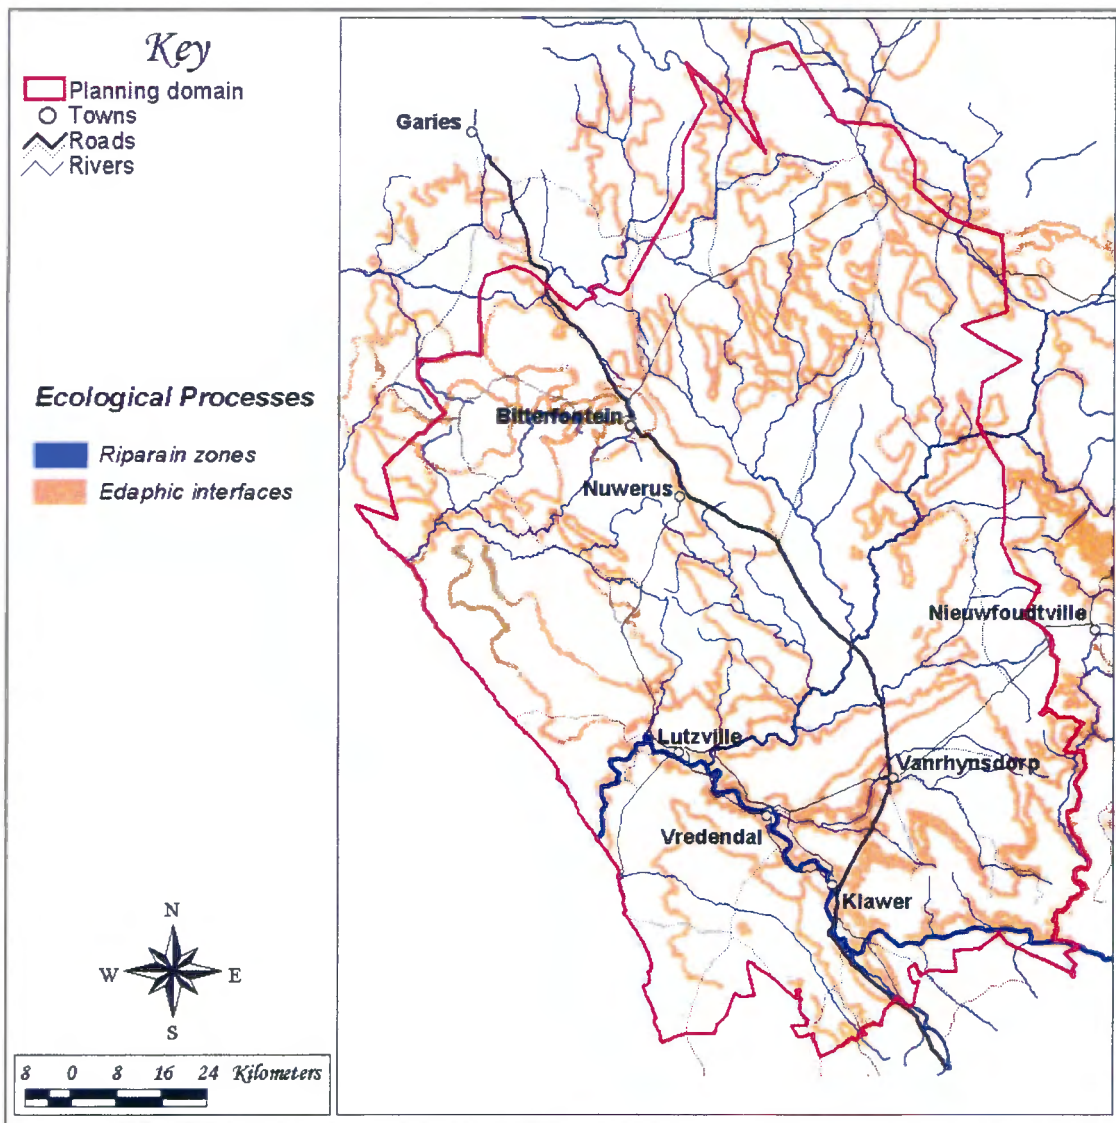 Key
Planning domain
Towns
Roads
Rivers
Ecological Processes
Riparain zones
Edaphic interfaces
N
W E
S
8 0 8 16 24 Kilometers
Garies
Bitterfontein
Nuwerus
Nieuwfoudtville
Lutzville
Vanrhynsdorp
Vredendal
Klawer